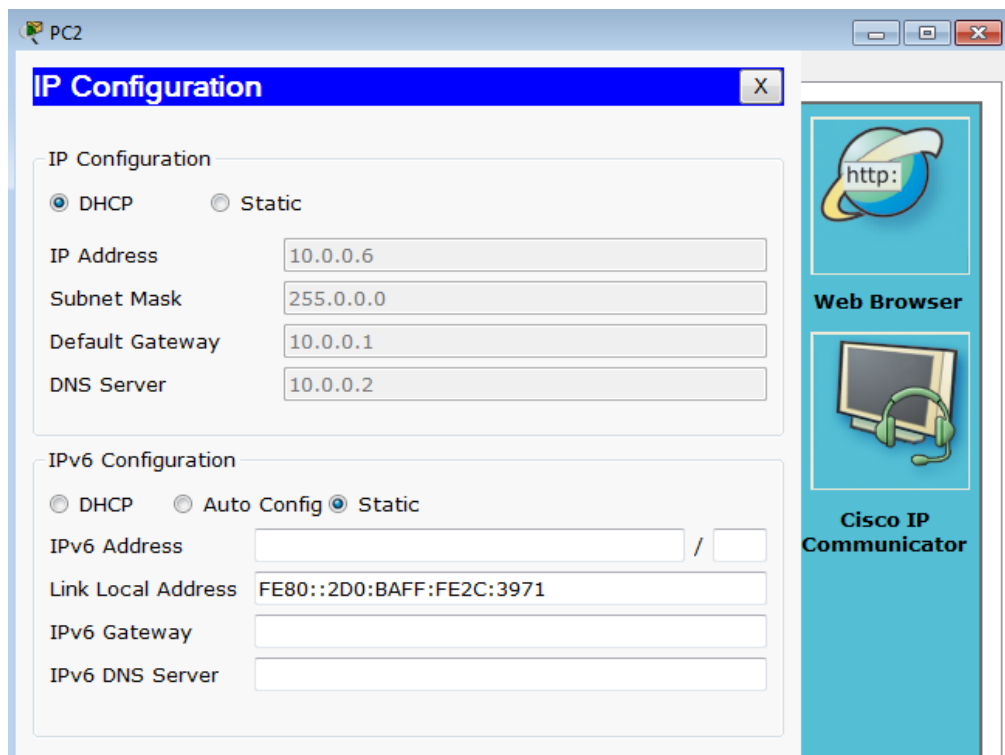 PC2
IP Configuration X
IP Configuration
DHCP Static
IP Address 10.0.0.6
Subnet Mask 255.0.0.0
Default Gateway 10.0.0.1
DNS Server 10.0.0.2
IPv6 Configuration
DHCP Auto Config Static
IPv6 Address /
Link Local Address FE80::2D0:BAFF:FE2C:3971
IPv6 Gateway
IPv6 DNS Server
http:
Web Browser
Cisco IP
Communicator